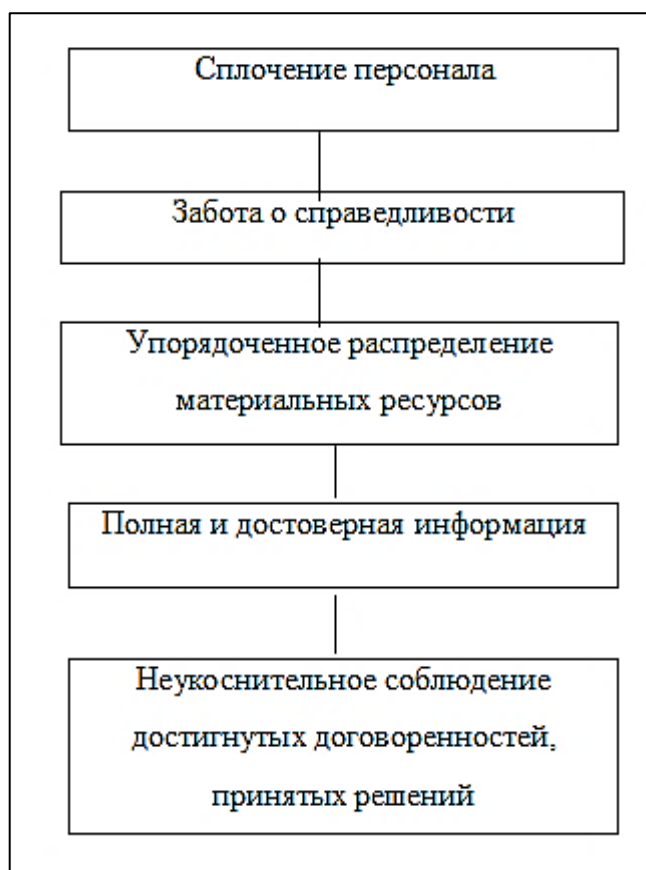 Сплочение персонала
Забота о справедливости
Упорядоченное распределение
материальных ресурсов
Полная и достоверная информация
Неукоснительное соблюдение
достигнутых договоренностей,
принятых решений